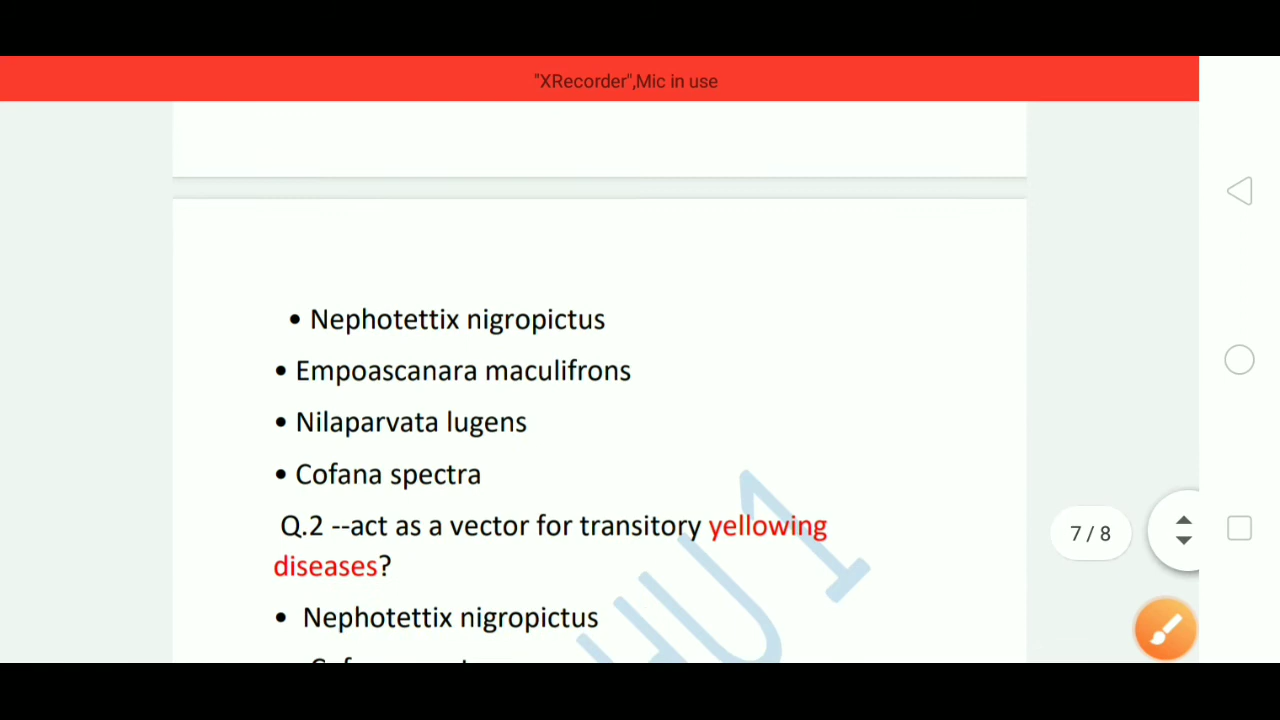 "XRecorder",Mic in use
• Nephotettix nigropictus
• Empoascanara maculifrons
• Nilaparvata lugens
• Cofana spectra
Q.2 --act as a vector for transitory yellowing
diseases?
7 / 8
• Nephotettix nigropictus